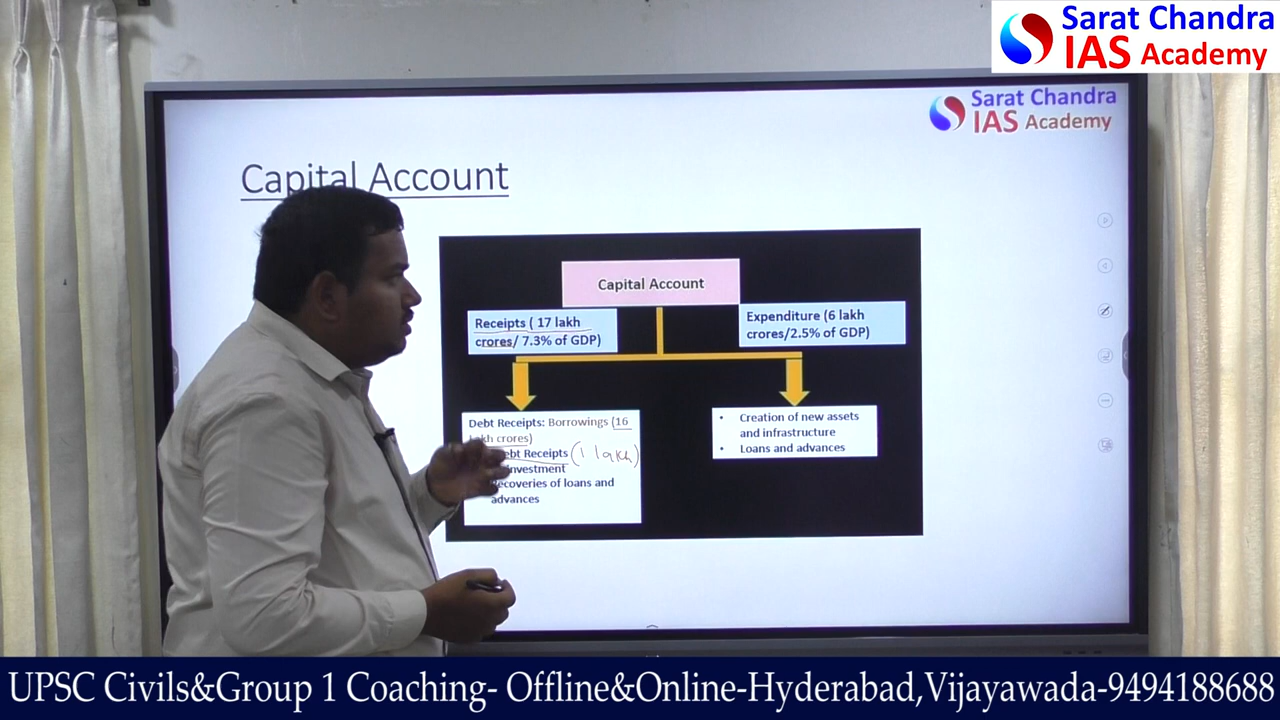 Sarat Chandra
IAS Academy
Sarat Chandra
IAS Academy
Capital Account
Capital Account
Receipts ( 17 lakh
crores/ 7.3% of GDP)
Expenditure (6 lakh
crores/2.5% of GDP)
Debt Receipts: Borrowings (16
lakh crores)
ebt Receipts (1 lakh)
investment
ecoveries of loans and
advances
• Creation of new assets
and infrastructure
• Loans and advances
UPSC Civils&Group 1 Coaching- Offline&Online-Hyderabad,Vijayawada-9494188688